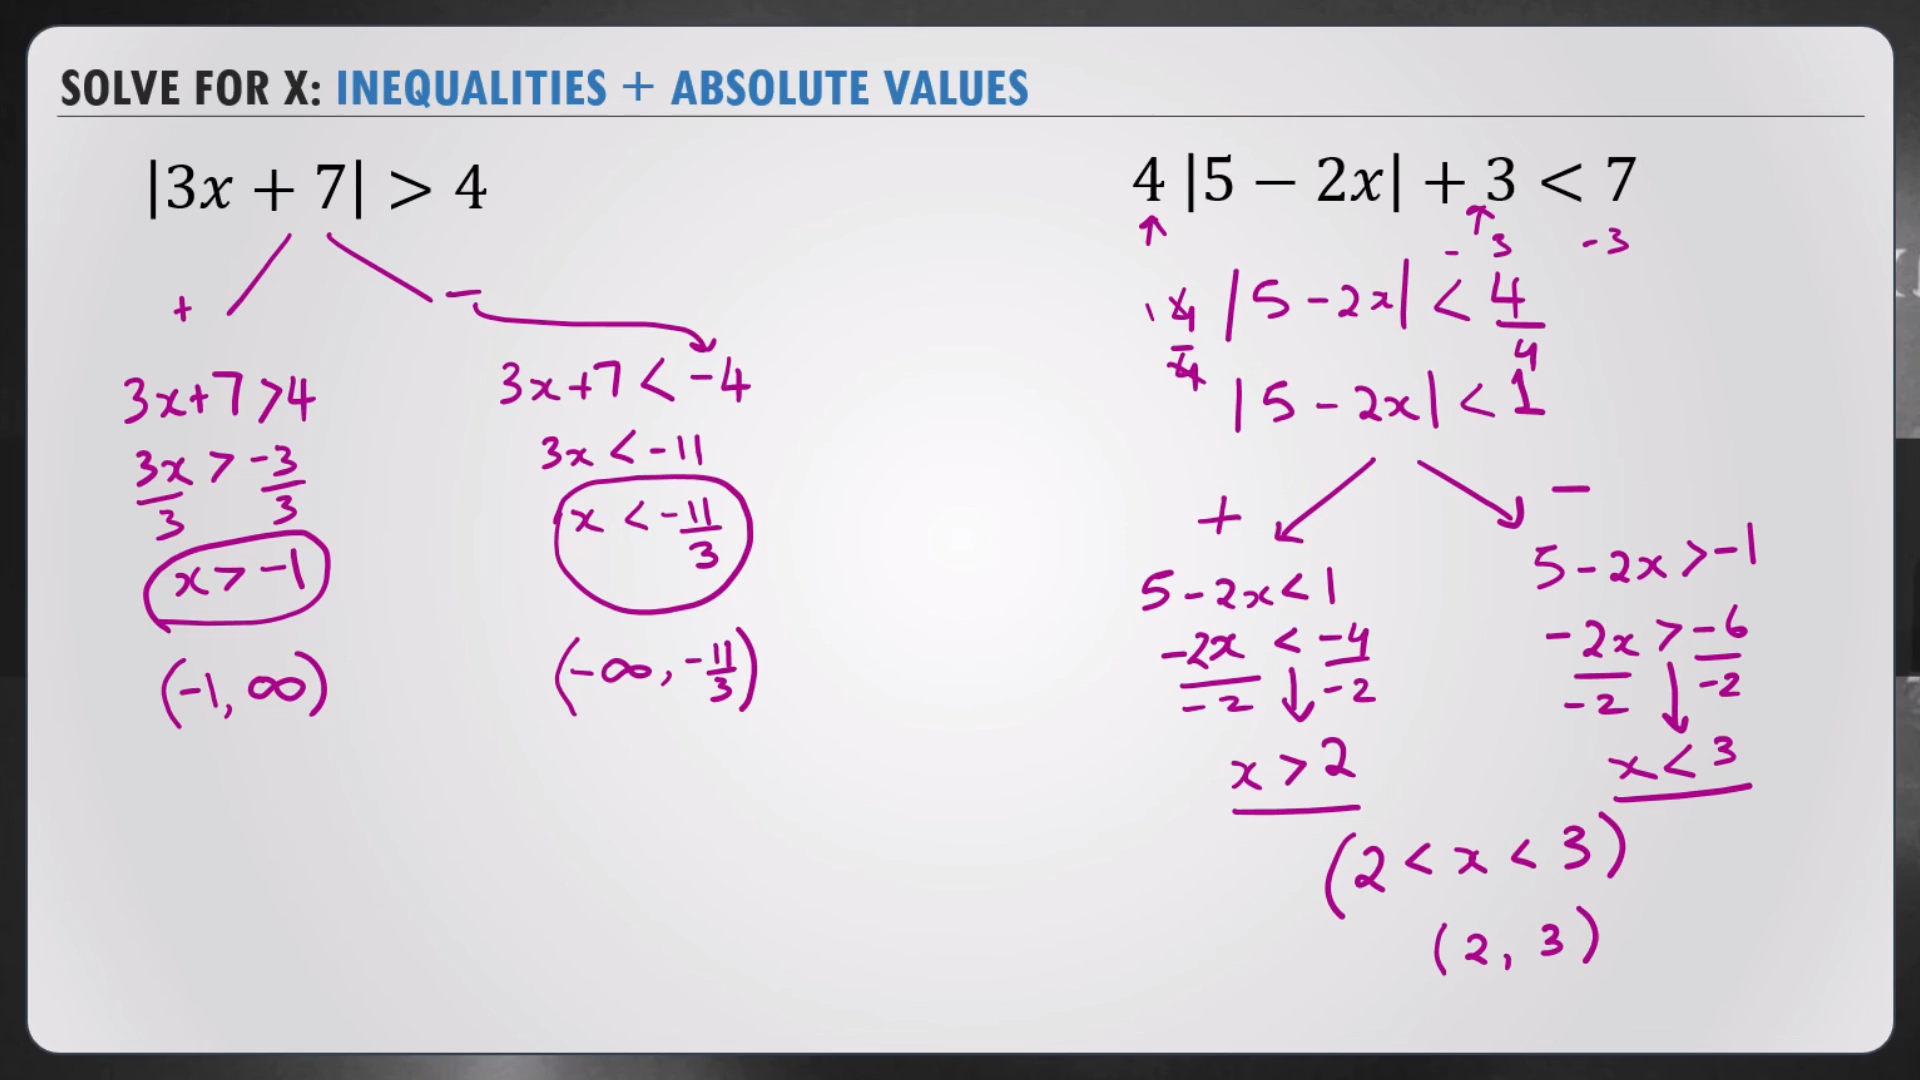 SOLVE FOR X: INEQUALITIES + ABSOLUTE VALUES
|3x + 7| > 4
+
−
3x+7>4
3x > -3
3 3
x > -1
(-1, ∞)
3x+7 < -4
3x < -11
x < -11/3
(-∞, -11/3)
4 |5 − 2x| + 3 < 7
- 3 -3
4 |5-2x| < 4
4 4
|5-2x| < 1
+
−
5-2x<1
-2x < -4
-2 -2
x > 2
5-2x > -1
-2x > -6
-2 -2
x < 3
(2 < x < 3)
(2, 3)